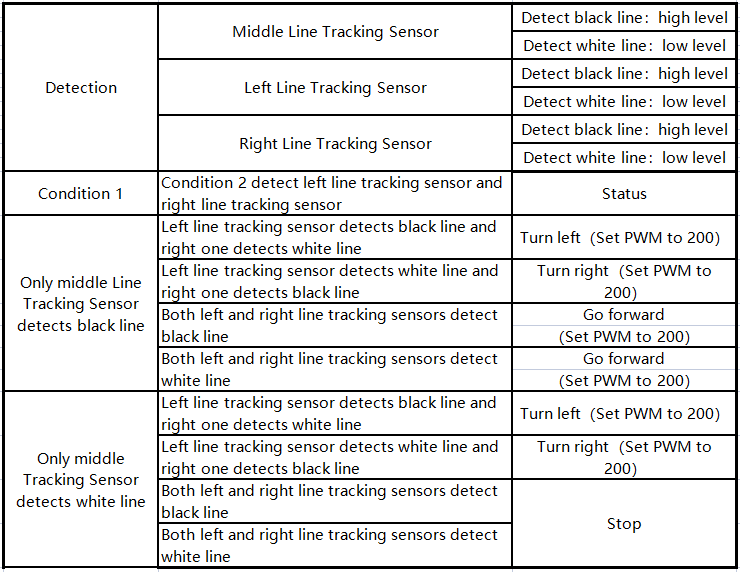 Detection
Middle Line Tracking Sensor
Detect black line：high level
Detect white line：low level
Left Line Tracking Sensor
Detect black line：high level
Detect white line：low level
Right Line Tracking Sensor
Detect black line：high level
Detect white line：low level
Condition 1
Condition 2 detect left line tracking sensor and
right line tracking sensor
Status
Only middle Line
Tracking Sensor
detects black line
Left line tracking sensor detects black line and
right one detects white line
Turn left（Set PWM to 200）
Left line tracking sensor detects white line and
right one detects black line
Turn right（Set PWM to
200）
Both left and right line tracking sensors detect
black line
Go forward
(Set PWM to 200）
Both left and right line tracking sensors detect
white line
Go forward
(Set PWM to 200）
Only middle
Tracking Sensor
detects white line
Left line tracking sensor detects black line and
right one detects white line
Turn left（Set PWM to 200）
Left line tracking sensor detects white line and
right one detects black line
Turn right（Set PWM to
200）
Both left and right line tracking sensors detect
black line
Both left and right line tracking sensors detect
white line
Stop